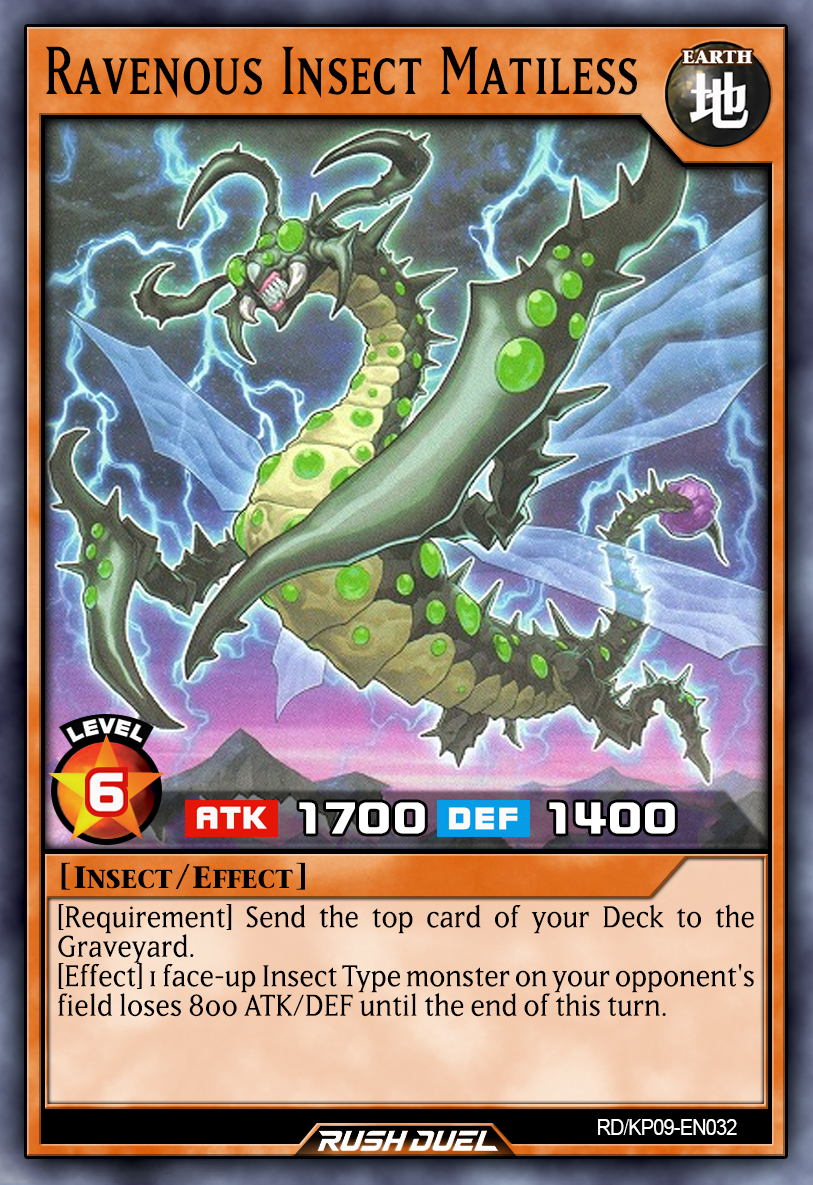 RAVENOUS INSECT MATILESS
EARTH
地
LEVEL
6
ATK 1700 DEF 1400
[INSECT/EFFECT]
[Requirement] Send the top card of your Deck to the
Graveyard.
[Effect] 1 face-up Insect Type monster on your opponent's
field loses 800 ATK/DEF until the end of this turn.
RD/KP09-EN032
RUSH DUEL